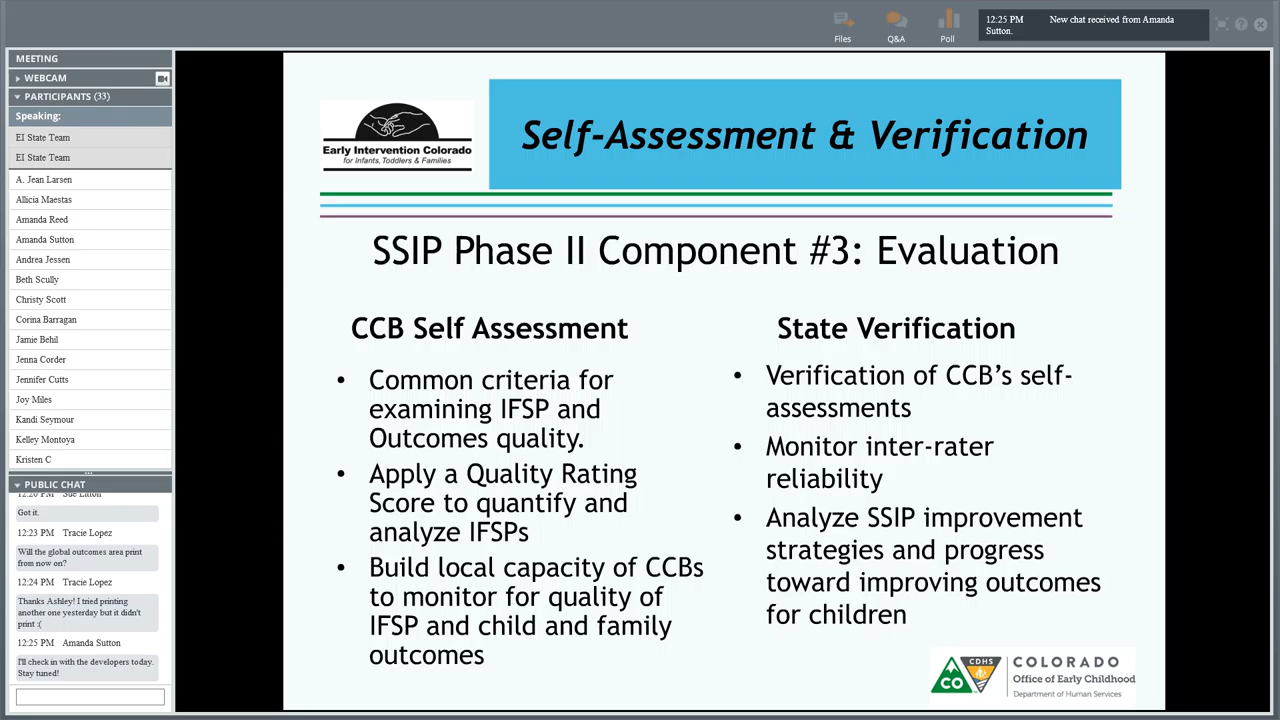 Files
Q&A
Poll
12:25 PM New chat received from Amanda
Sutton.
MEETING
WEBCAM
PARTICIPANTS (33)
Speaking:
EI State Team
EI State Team
A. Jean Larsen
Allicia Maestas
Amanda Reed
Amanda Sutton
Andrea Jessen
Beth Scully
Christy Scott
Corina Barragan
Jamie Behil
Jenna Corder
Jennifer Cutts
Joy Miles
Kandi Seymour
Kelley Montoya
Kristen C
PUBLIC CHAT
12:20 PM Sue
Got it.
12:23 PM Tracie Lopez
Will the global outcomes area print
from now on?
12:24 PM Tracie Lopez
Thanks Ashley! I tried printing
another one yesterday but it didn't
print :(
12:25 PM Amanda Sutton
I'll check in with the developers today.
Stay tuned!
Early Intervention Colorado
for Infants, Toddlers & Families
Self-Assessment & Verification
SSIP Phase II Component #3: Evaluation
CCB Self Assessment
• Common criteria for
examining IFSP and
Outcomes quality.
• Apply a Quality Rating
Score to quantify and
analyze IFSPs
• Build local capacity of CCBs
to monitor for quality of
IFSP and child and family
outcomes
State Verification
• Verification of CCB’s self-
assessments
• Monitor inter-rater
reliability
• Analyze SSIP improvement
strategies and progress
toward improving outcomes
for children
CO
CDHS
COLORADO
Office of Early Childhood
Department of Human Services